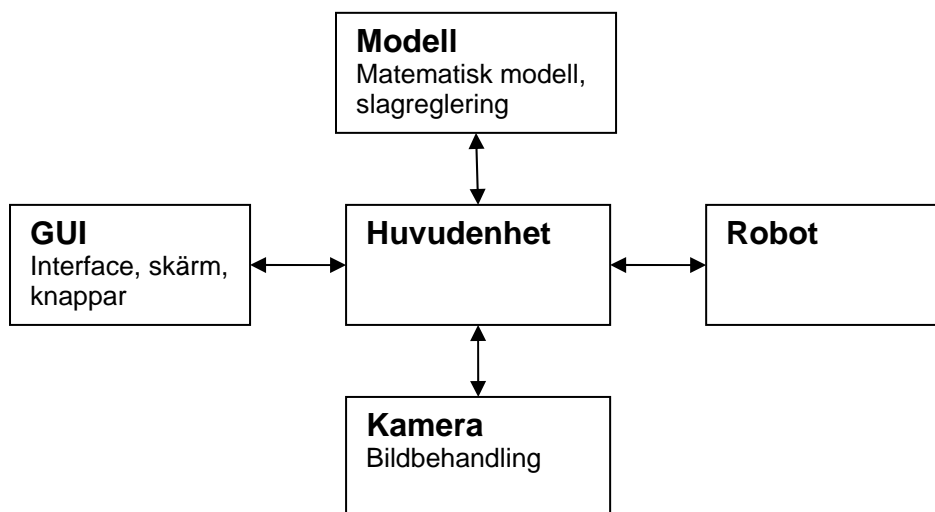 Modell
Matematisk modell,
slagreglering
GUI
Interface, skärm,
knappar
Huvudenhet
Robot
Kamera
Bildbehandling